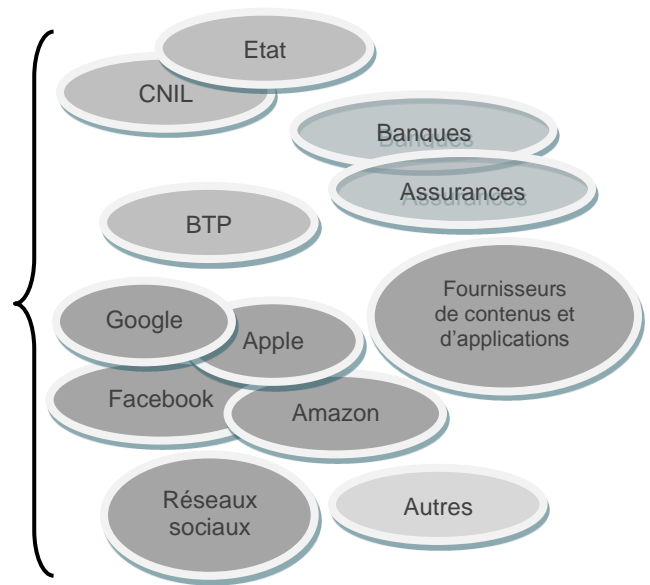 Etat
CNIL
Banques
Assurances
BTP
Fournisseurs
de contenus et
d'applications
Google
Apple
Facebook
Amazon
Réseaux
sociaux
Autres